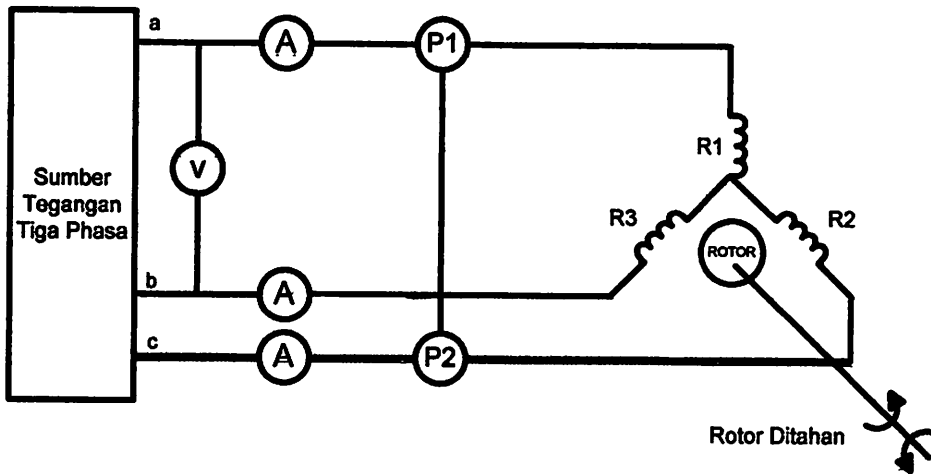 a
A
P1
V
Sumber
Tegangan
Tiga Phasa
R1
R3
R2
ROTOR
b
A
c
A
P2
Rotor Ditahan